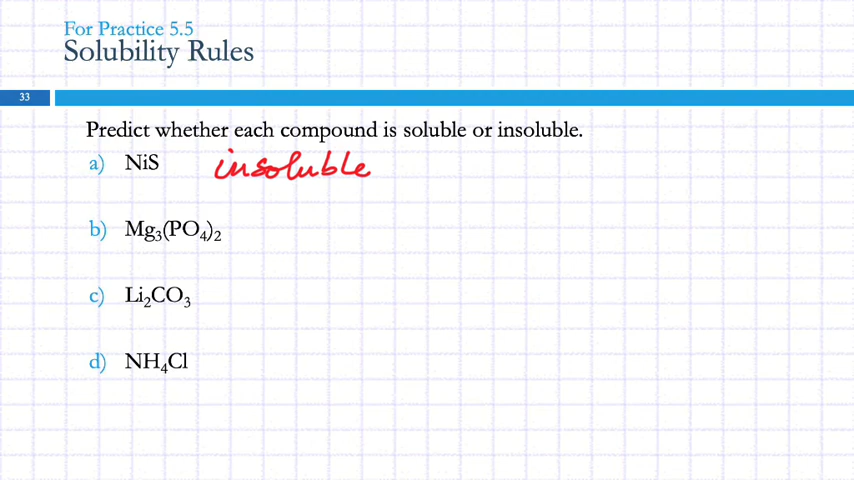 For Practice 5.5
Solubility Rules
33
Predict whether each compound is soluble or insoluble.
a) NiS insoluble
b) Mg₃(PO₄)₂
c) Li₂CO₃
d) NH₄Cl